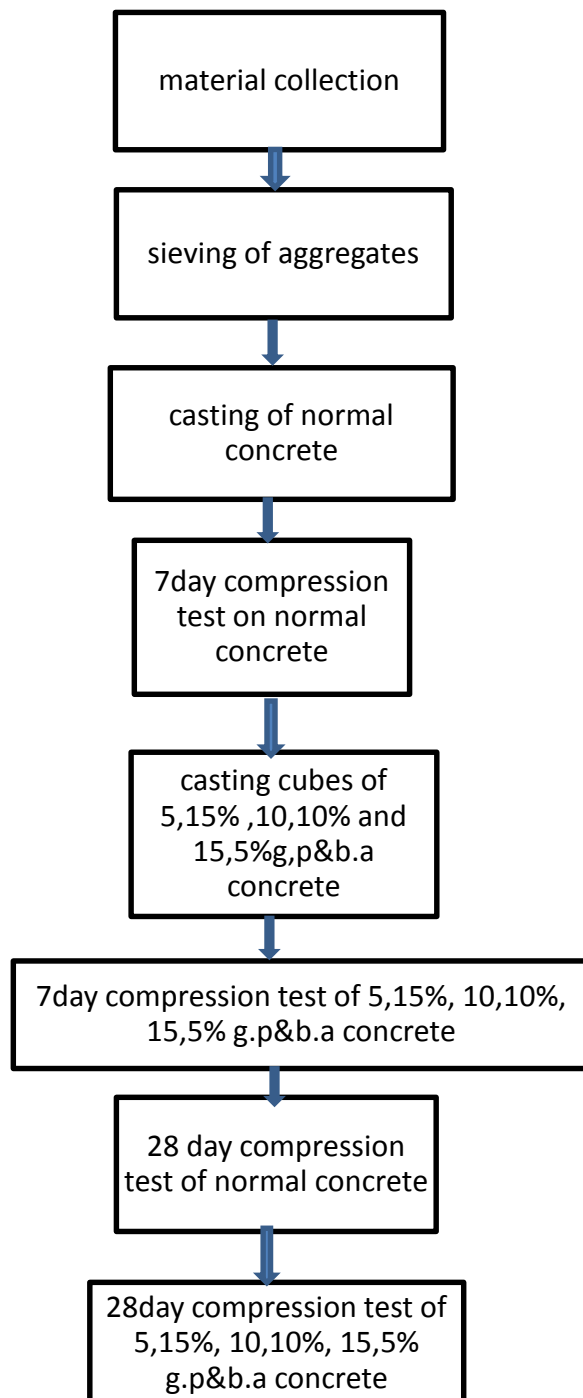 material collection
sieving of aggregates
casting of normal
concrete
7day compression
test on normal
concrete
casting cubes of
5,15% ,10,10% and
15,5%g,p&b.a
concrete
7day compression test of 5,15%, 10,10%,
15,5% g.p&b.a concrete
28 day compression
test of normal concrete
28day compression test of
5,15%, 10,10%, 15,5%
g.p&b.a concrete